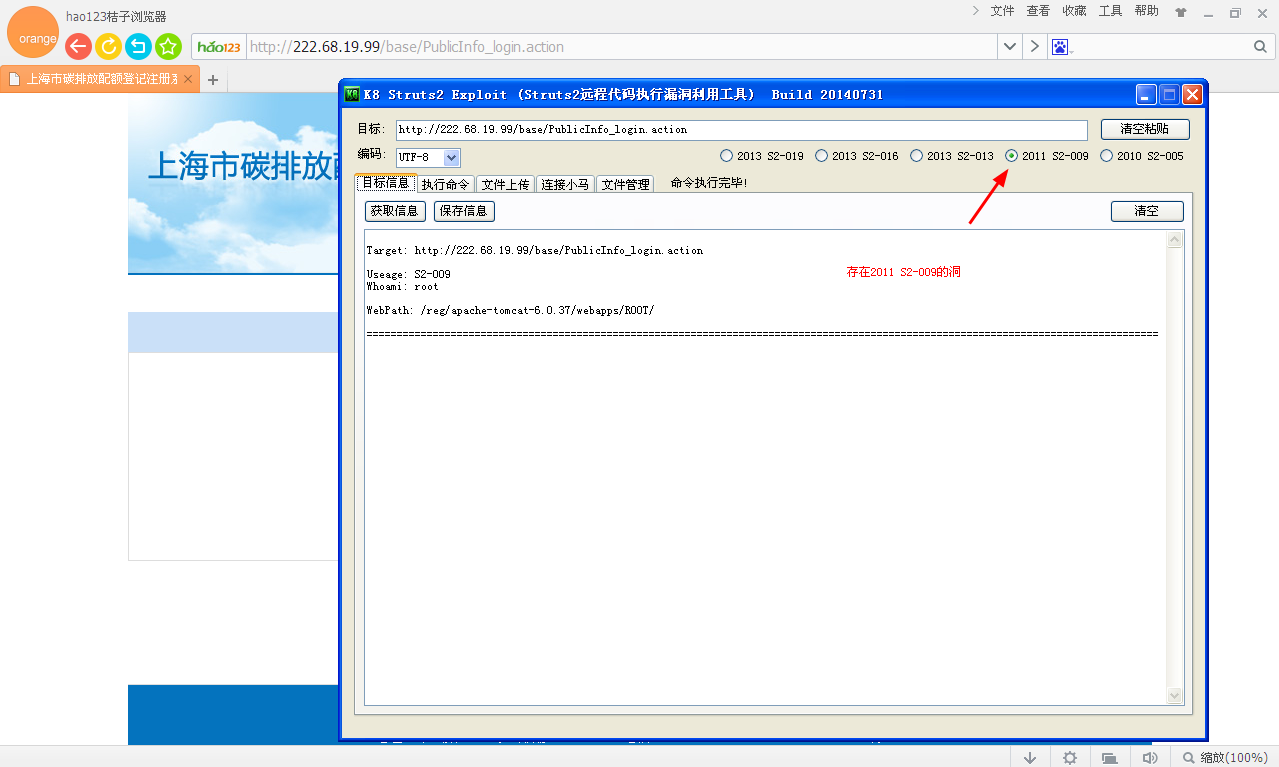 hao123桔子浏览器
文件 查看 收藏 工具 帮助
orange
hao123 http://222.68.19.99/base/PublicInfo_login.action
上海市碳排放配额登记注册系
上海市碳排放配
K8 Struts2 Exploit (Struts2远程代码执行漏洞利用工具) Build 20140731
目标: http://222.68.19.99/base/PublicInfo_login.action 清空粘贴
编码: UTF-8 2013 S2-019 2013 S2-016 S2-013 2011 S2-009 2010 S2-005
目标信息 执行命令 文件上传 连接小马 文件管理 命令执行完毕!
获取信息 保存信息 清空
Target: http://222.68.19.99/base/PublicInfo_login.action
存在2011 S2-009的洞
Useage: S2-009
Whoami: root
WebPath: /reg/apache-tomcat-6.0.37/webapps/ROOT/
====================================================================================================================================
缩放(100%)